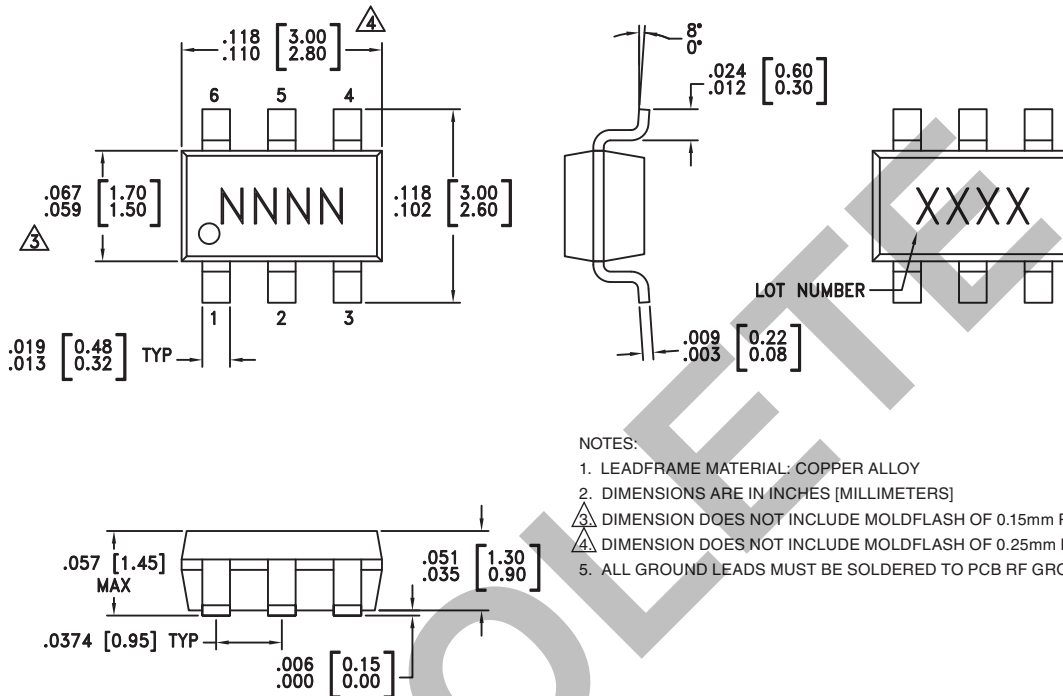 .118 [3.00]
.110 [2.80]
4
6 5 4
.067 [1.70]
.059 [1.50]
3
NNNN
.118 [3.00]
.102 [2.60]
1 2 3
.019 [0.48] TYP
.013 [0.32]
8°
0°
.024 [0.60]
.012 [0.30]
.009 [0.22]
.003 [0.08]
XXXX
LOT NUMBER
.057 [1.45]
MAX
.051 [1.30]
.035 [0.90]
.0374 [0.95] TYP
.006 [0.15]
.000 [0.00]
NOTES:
1. LEADFRAME MATERIAL: COPPER ALLOY
2. DIMENSIONS ARE IN INCHES [MILLIMETERS]
3. DIMENSION DOES NOT INCLUDE MOLDFLASH OF 0.15mm
4. DIMENSION DOES NOT INCLUDE MOLDFLASH OF 0.25mm
5. ALL GROUND LEADS MUST BE SOLDERED TO PCB RF
OLETE